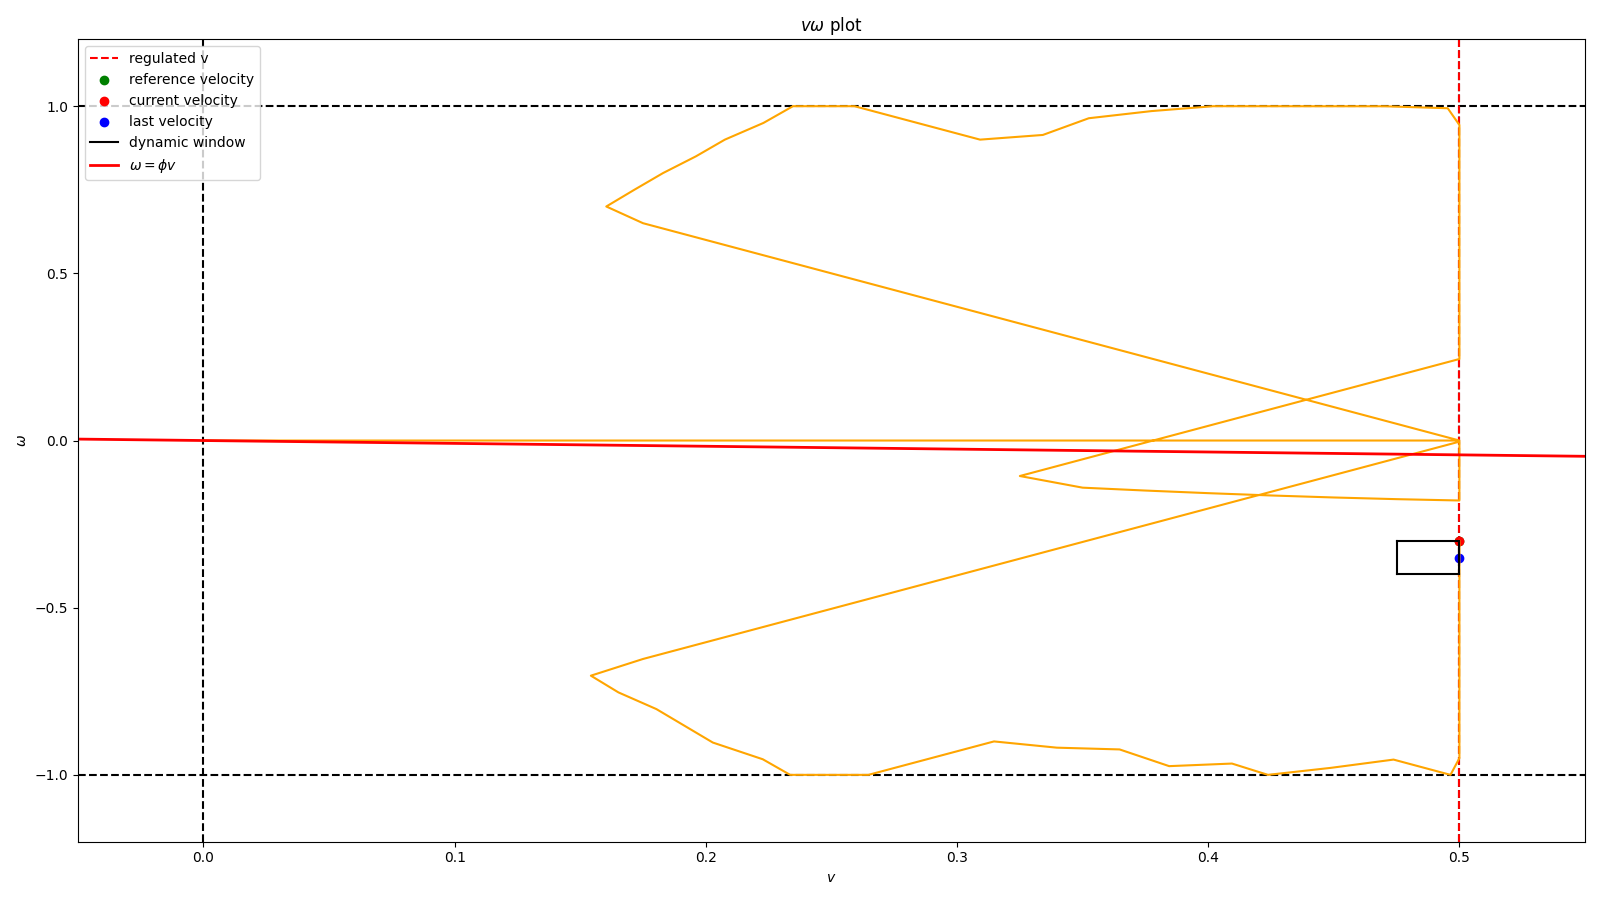 vω plot
regulated v
reference velocity
current velocity
last velocity
dynamic window
ω = ϕv
1.0
0.5
0.0
−0.5
−1.0
ω
0.0 0.1 0.2 0.3 0.4 0.5
v